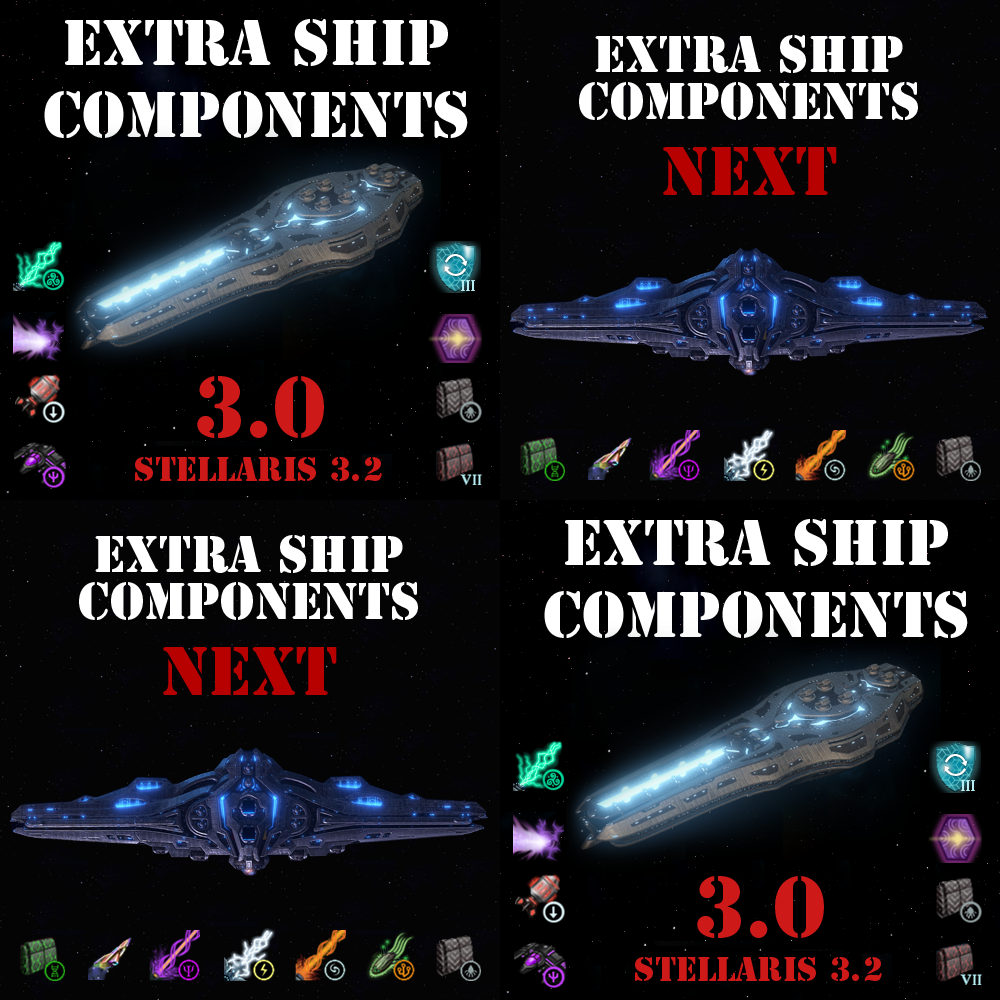 EXTRA SHIP
COMPONENTS
III
3.0
STELLARIS 3.2
VII
EXTRA SHIP
COMPONENTS
NEXT
EXTRA SHIP
COMPONENTS
NEXT
EXTRA SHIP
COMPONENTS
III
3.0
STELLARIS 3.2
VII